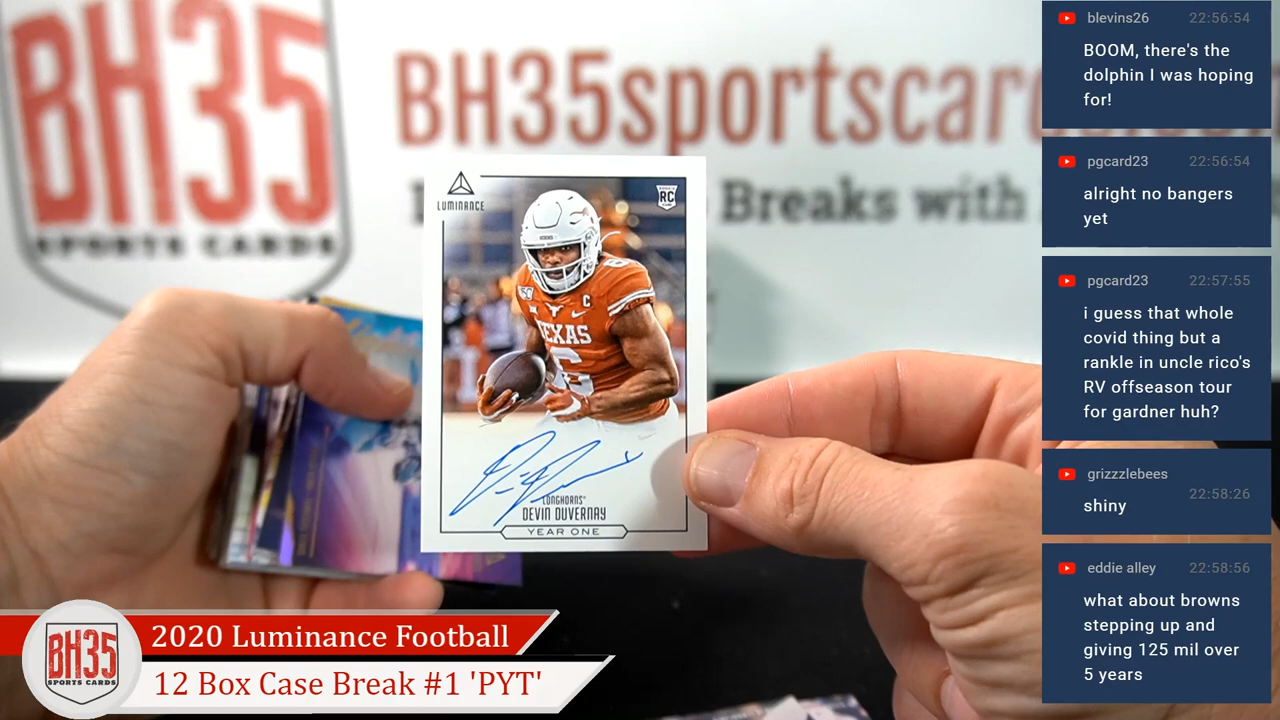 BH35
SPORTS CARDS
BH35sportscar
Breaks with
LUMINANCE
RC
TEXAS
6
C
LONGHORNS
DEVIN DUVERNAY
YEAR ONE
BH35
SPORTS CARDS
2020 Luminance Football
12 Box Case Break #1 'PYT'
blevins26 22:56:54
BOOM, there's the
dolphin I was hoping
for!
pgcard23 22:56:54
alright no bangers
yet
pgcard23 22:57:55
i guess that whole
covid thing but a
rankle in uncle rico's
RV offseason tour
for gardner huh?
grizzzlebees 22:58:26
shiny
eddie alley 22:58:56
what about browns
stepping up and
giving 125 mil over
5 years